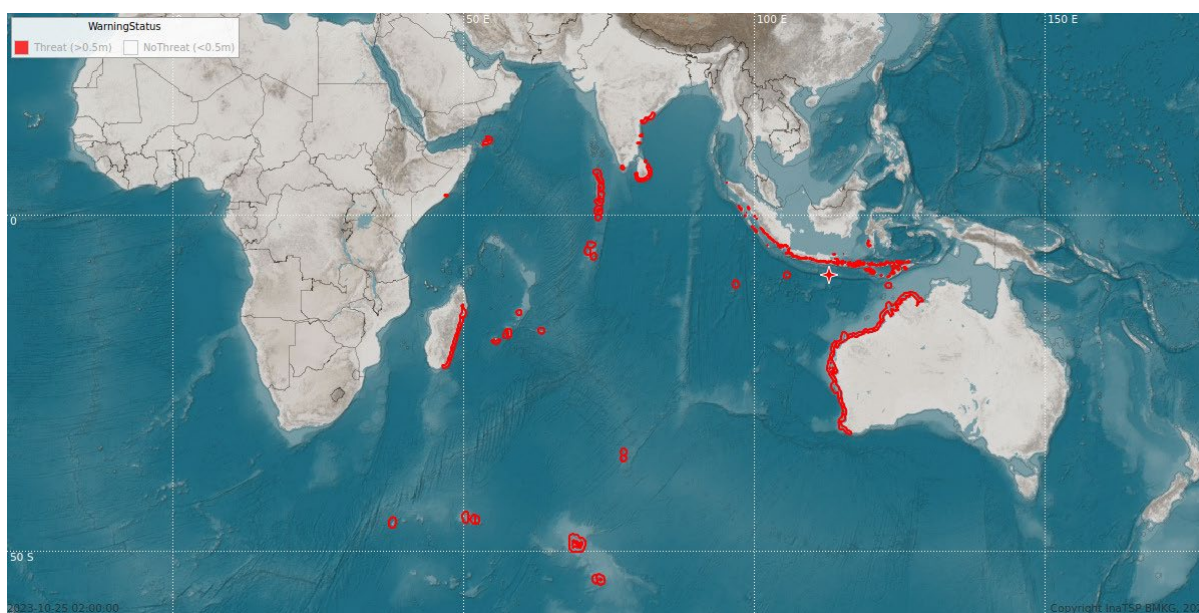 50 E
100 E
150 E
WarningStatus
Threat (>0.5m)
NoThreat (<0.5m)
0
50 S
2023-10-25 02:00:00
Copyright InaTSP BMKG,